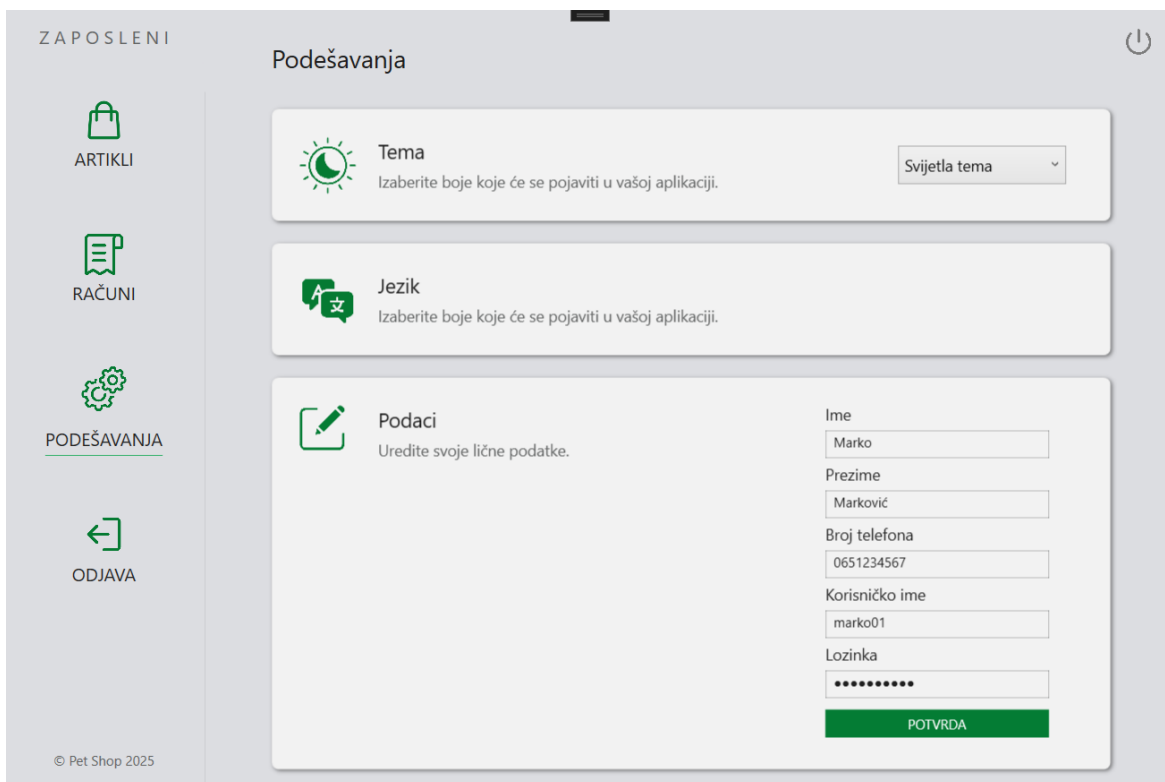 ZAPOSLENI
ARTIKLI
RAČUNI
PODEŠAVANJA
ODJAVA
© Pet Shop 2025
Podešavanja
Tema
Izaberite boje koje će se pojaviti u vašoj aplikaciji.
Svijetla tema
Jezik
Izaberite boje koje će se pojaviti u vašoj aplikaciji.
Podaci
Uredite svoje lične podatke.
Ime
Marko
Prezime
Marković
Broj telefona
0651234567
Korisničko ime
marko01
Lozinka
●●●●●●●●●●
POTVRDA